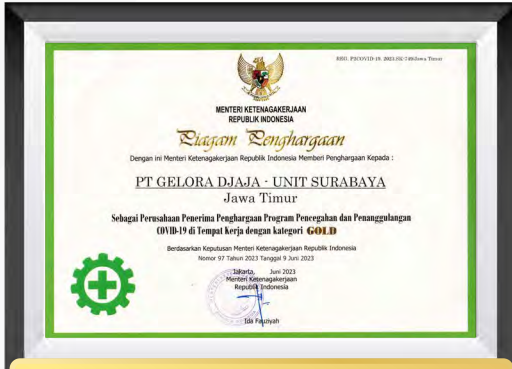 MENTERI KETENAGAKERJAAN
REPUBLIK INDONESIA
Piagam Penghargaan
Dengan ini Menteri Ketenagakerjaan Republik Indonesia Memberi Penghargaan Kepada :
PT GELORA DJAJA - UNIT SURABAYA
Jawa Timur
Sebagai Perusahaan Penerima Penghargaan Program Pencegahan dan Penanggulangan
COVID-19 di Tempat Kerja dengan kategori GOLD
Berdasarkan Keputusan Menteri Ketenagakerjaan Republik Indonesia
Nomor 97 Tahun 2023 Tanggal 9 Juni 2023
Jakarta, Juni 2023
Menteri Ketenagakerjaan
Republik Indonesia
Ida Fauziyah